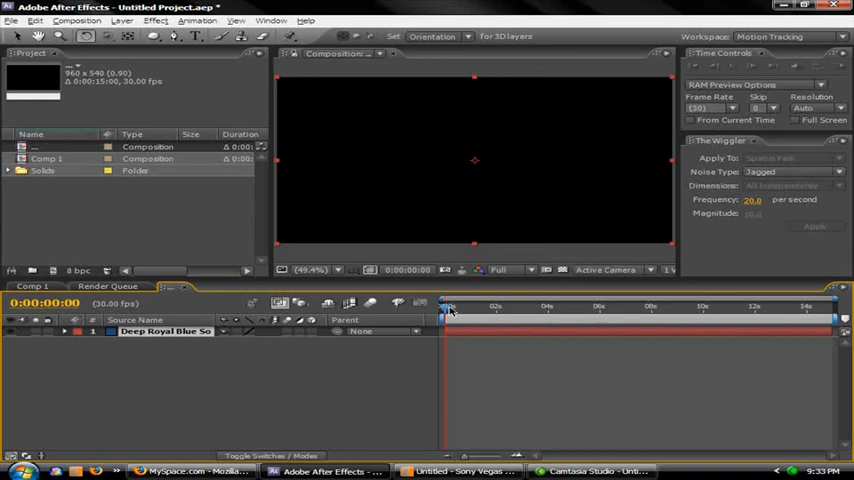 Adobe After Effects - Untitled Project.aep *
File Edit Composition Layer Effect Animation View Window Help
Set Orientation for 3D layers Workspace: Motion Tracking
Project
...
960 x 540 (0.90)
Δ 0:00:15:00, 30.00 fps
Name Type Size Duration
... Composition Δ 0:00:
Comp 1 Composition Δ 0:00:
Solids Folder
8 bpc
Composition: ...
(49.4%) 0:00:00:00 Full Active Camera 1 V
Time Controls
RAM Preview Options
Frame Rate Skip Resolution
(30) 0 Auto
From Current Time Full Screen
The Wiggler
Apply To: Spatial Path
Noise Type: Jagged
Dimensions: All Independently
Frequency: 20.0 per second
Magnitude: 10.0
Apply
Comp 1 Render Queue ...
0:00:00:00 (30.00 fps)
02s 04s 06s 08s 10s 12s 14s
# Source Name Parent
1 Deep Royal Blue So None
Toggle Switches / Modes
MySpace.com - Mozilla... Adobe After Effects - ... Untitled - Sony Vegas ... Camtasia Studio - Unti... 9:33 PM